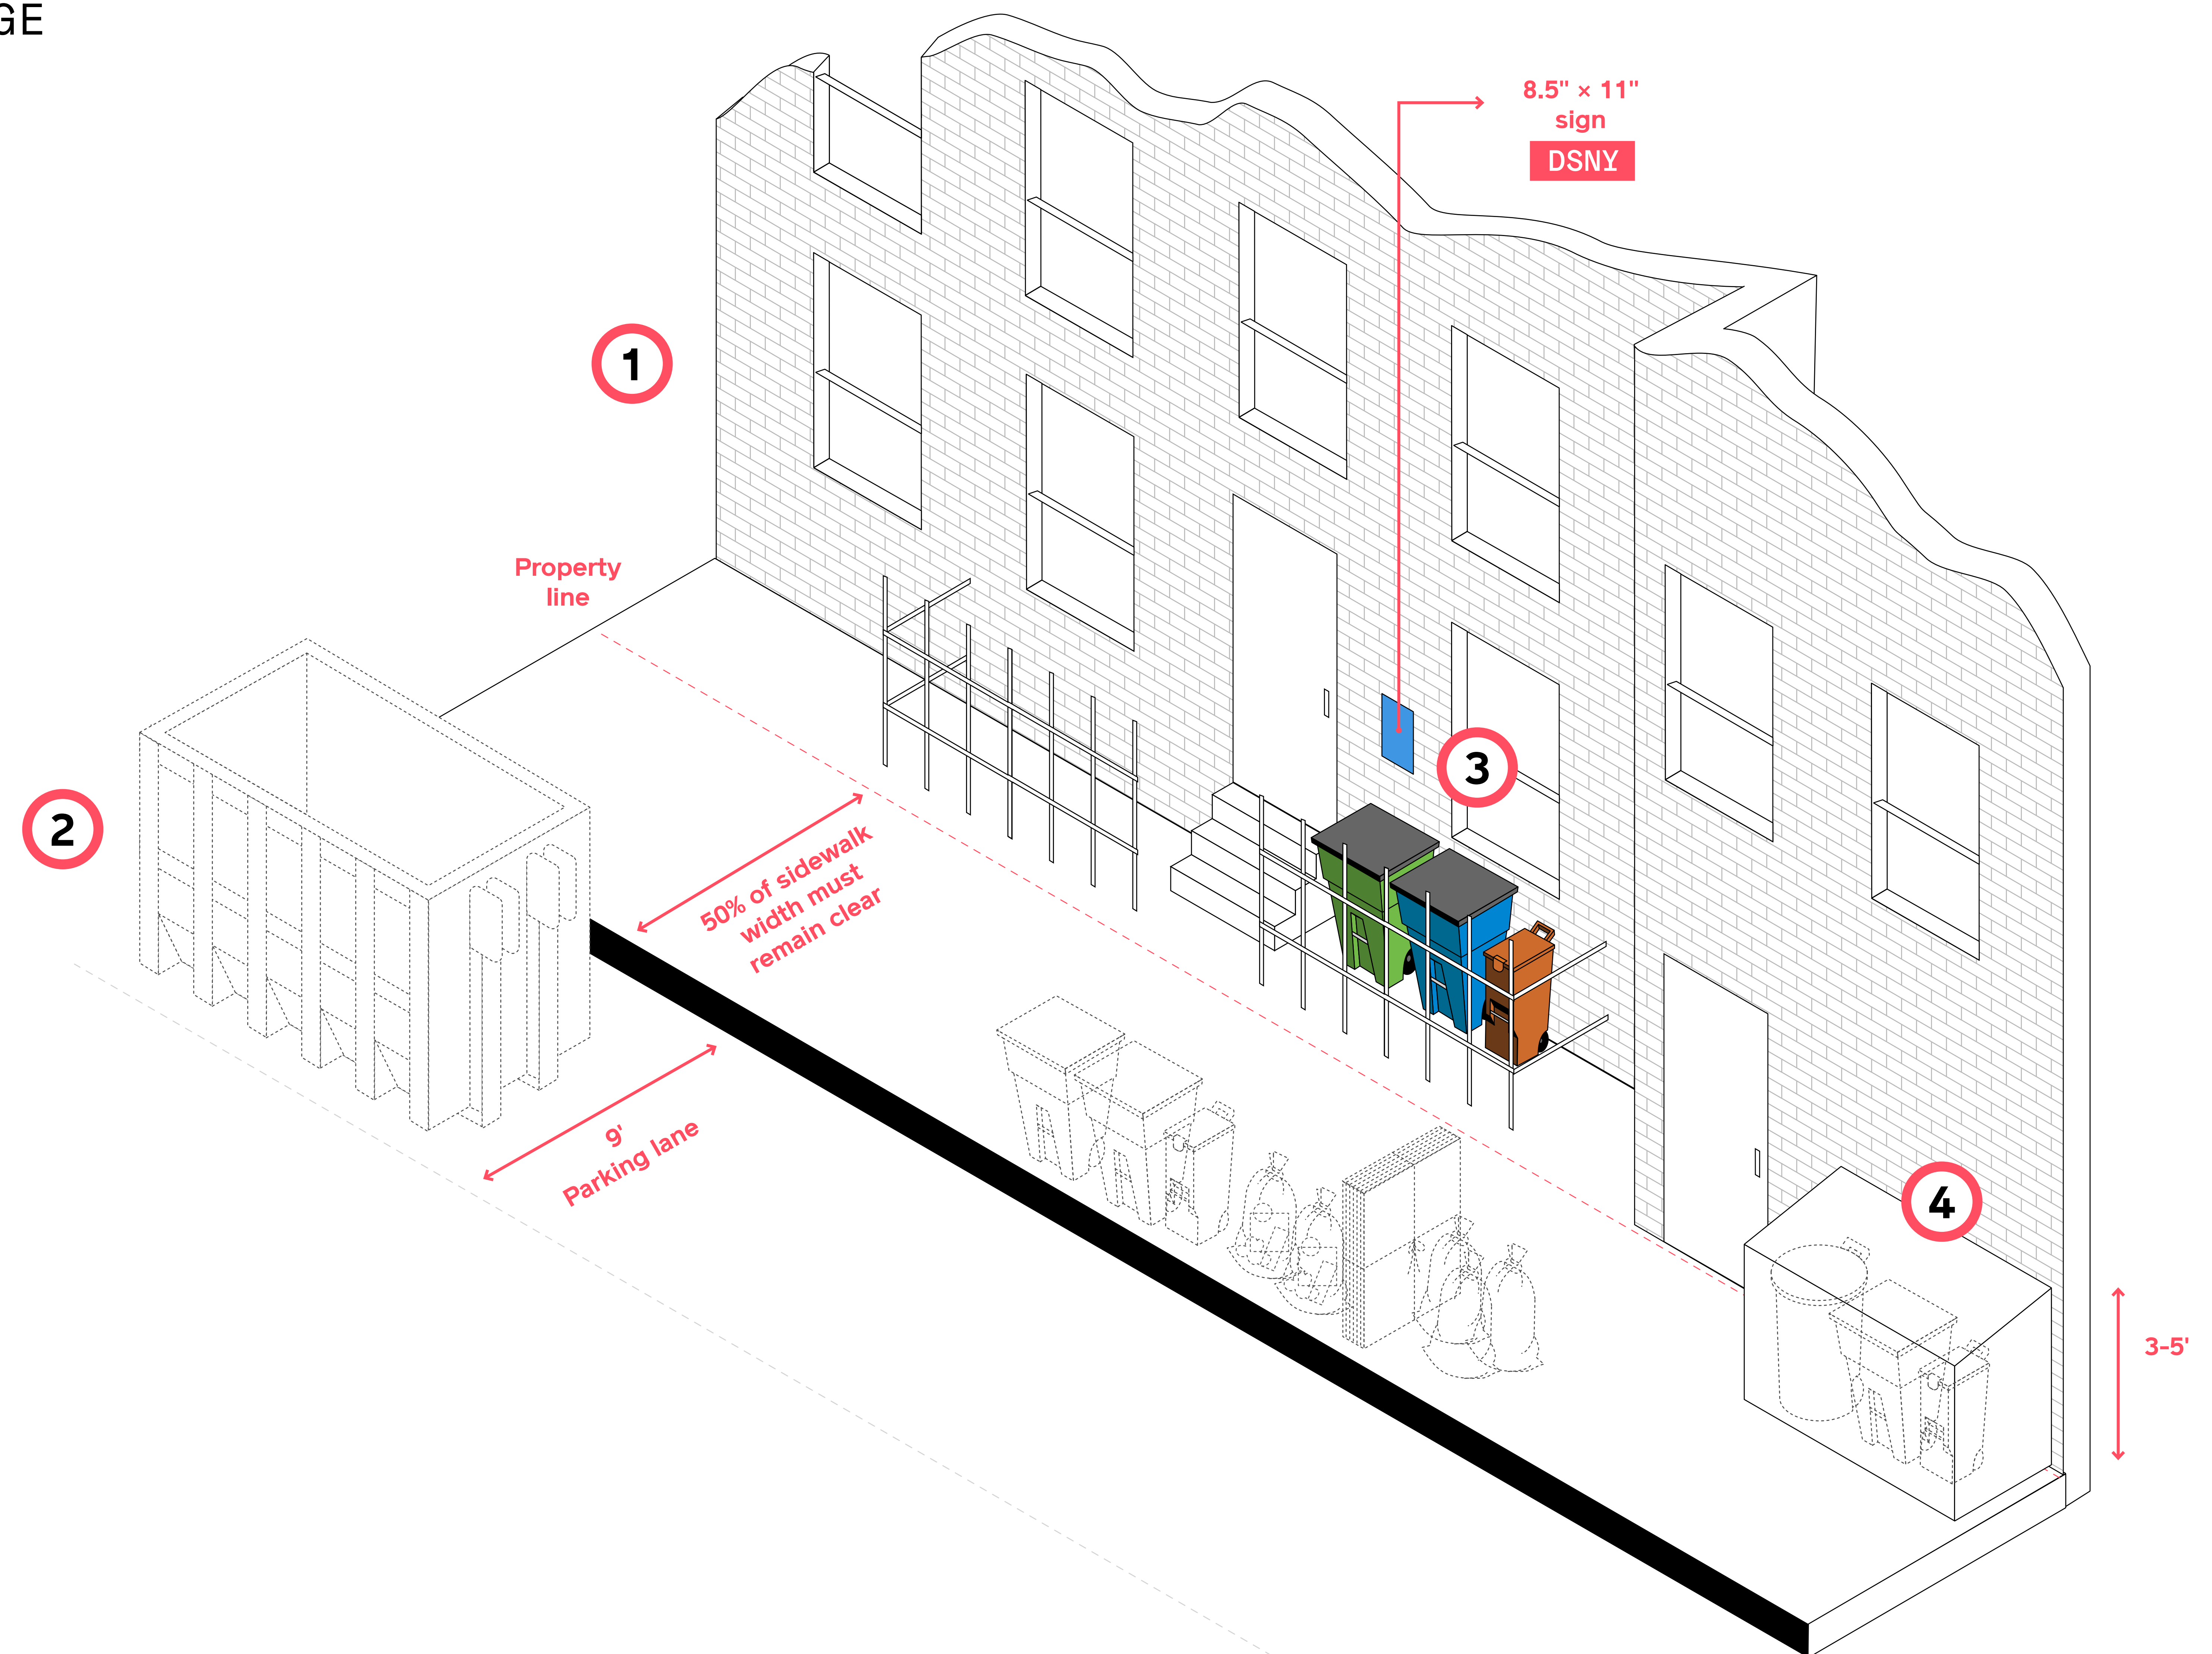 GE
8.5" × 11"
sign
DSNY
1
Property
line
3
2
50% of sidewalk
width must
remain clear
9'
Parking lane
4
3-5'